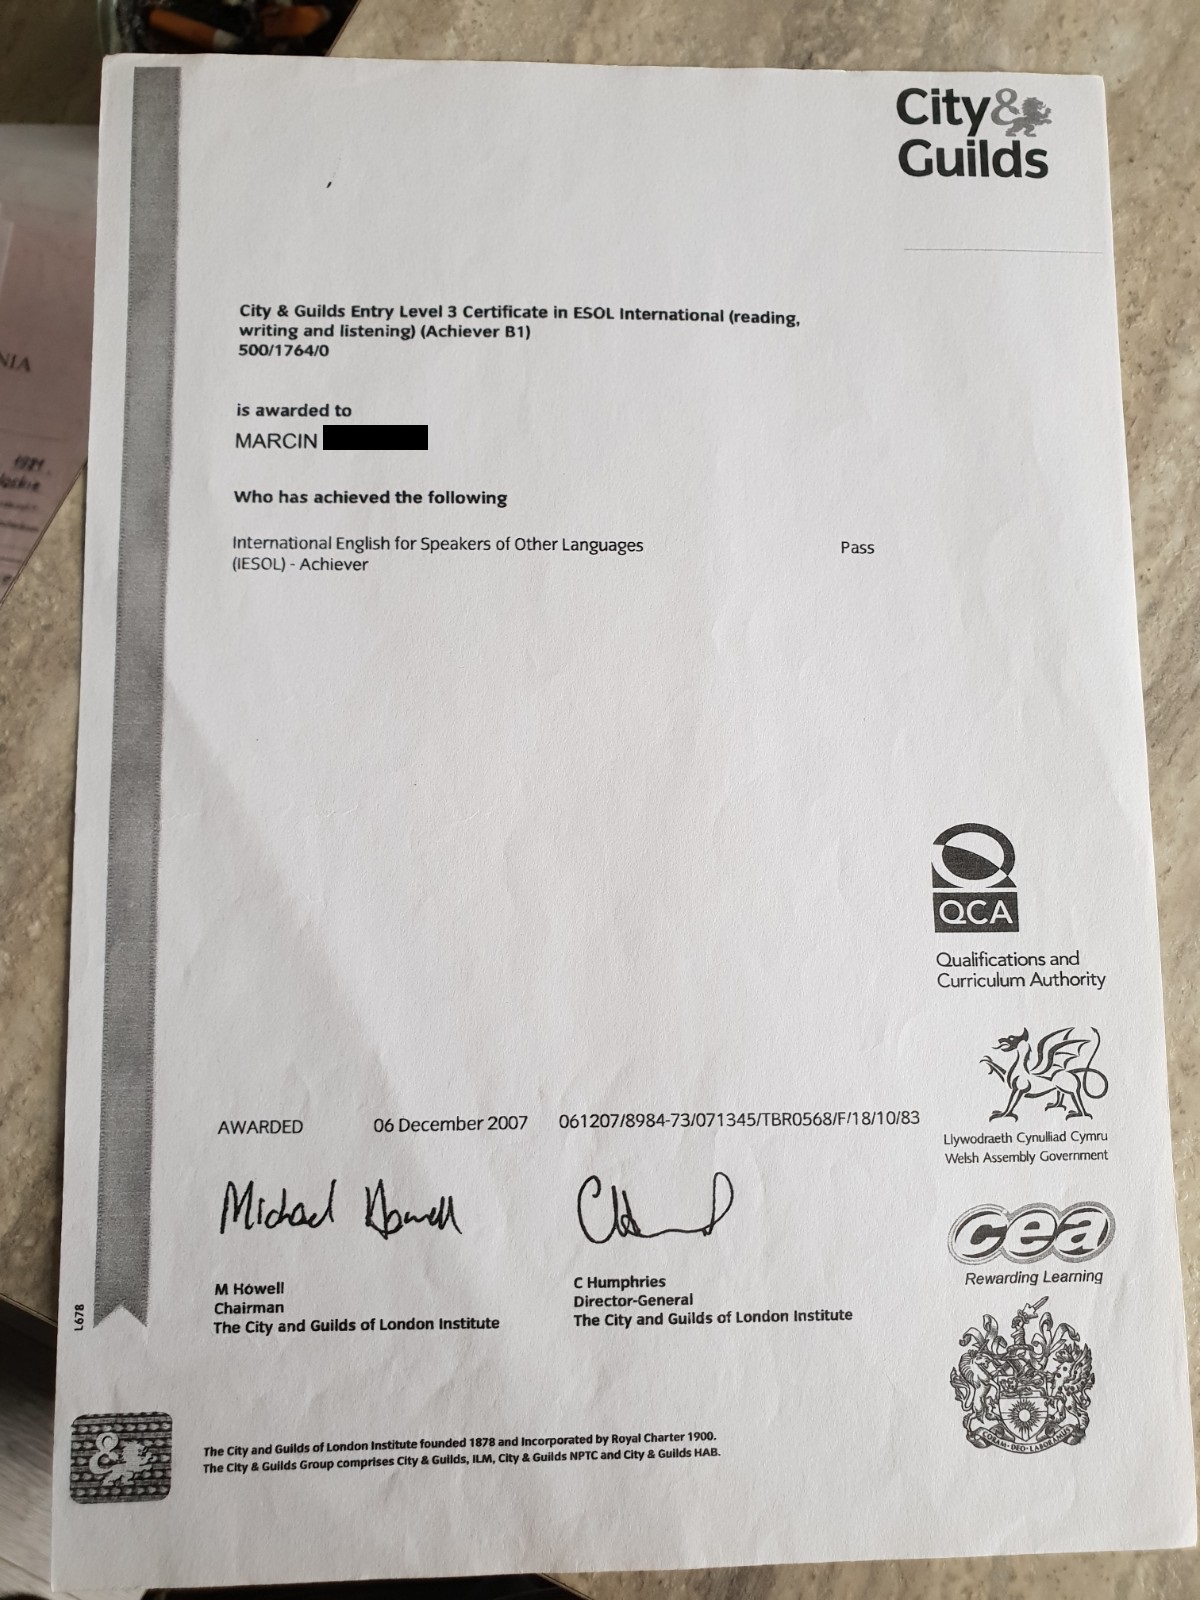 City&
Guilds
City & Guilds Entry Level 3 Certificate in ESOL International (reading,
writing and listening) (Achiever B1)
500/1764/0
is awarded to
MARCIN
Who has achieved the following
International English for Speakers of Other Languages Pass
(IESOL) - Achiever
QCA
Qualifications and
Curriculum Authority
Llywodraeth Cynulliad Cymru
Welsh Assembly Government
AWARDED 06 December 2007 061207/8984-73/071345/TBR0568/F/18/10/83
Michael Howell
M Howell
Chairman
The City and Guilds of London Institute
C Humphries
Director-General
The City and Guilds of London Institute
cea
Rewarding Learning
L678
The City and Guilds of London Institute founded 1878 and Incorporated by Royal Charter 1900.
The City & Guilds Group comprises City & Guilds, ILM, City & Guilds NPTC and City & Guilds HAB.
&
NIA